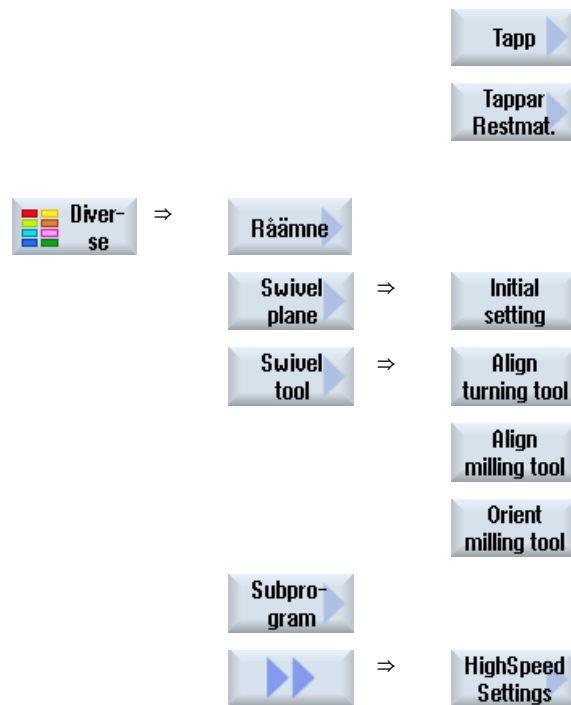 Tapp
Tappar
Restmat.
Diver-
se
⇒
Råämne
Swivel
plane
⇒
Initial
setting
Swivel
tool
⇒
Align
turning tool
Align
milling tool
Orient
milling tool
Subpro-
gram
⇒
HighSpeed
Settings